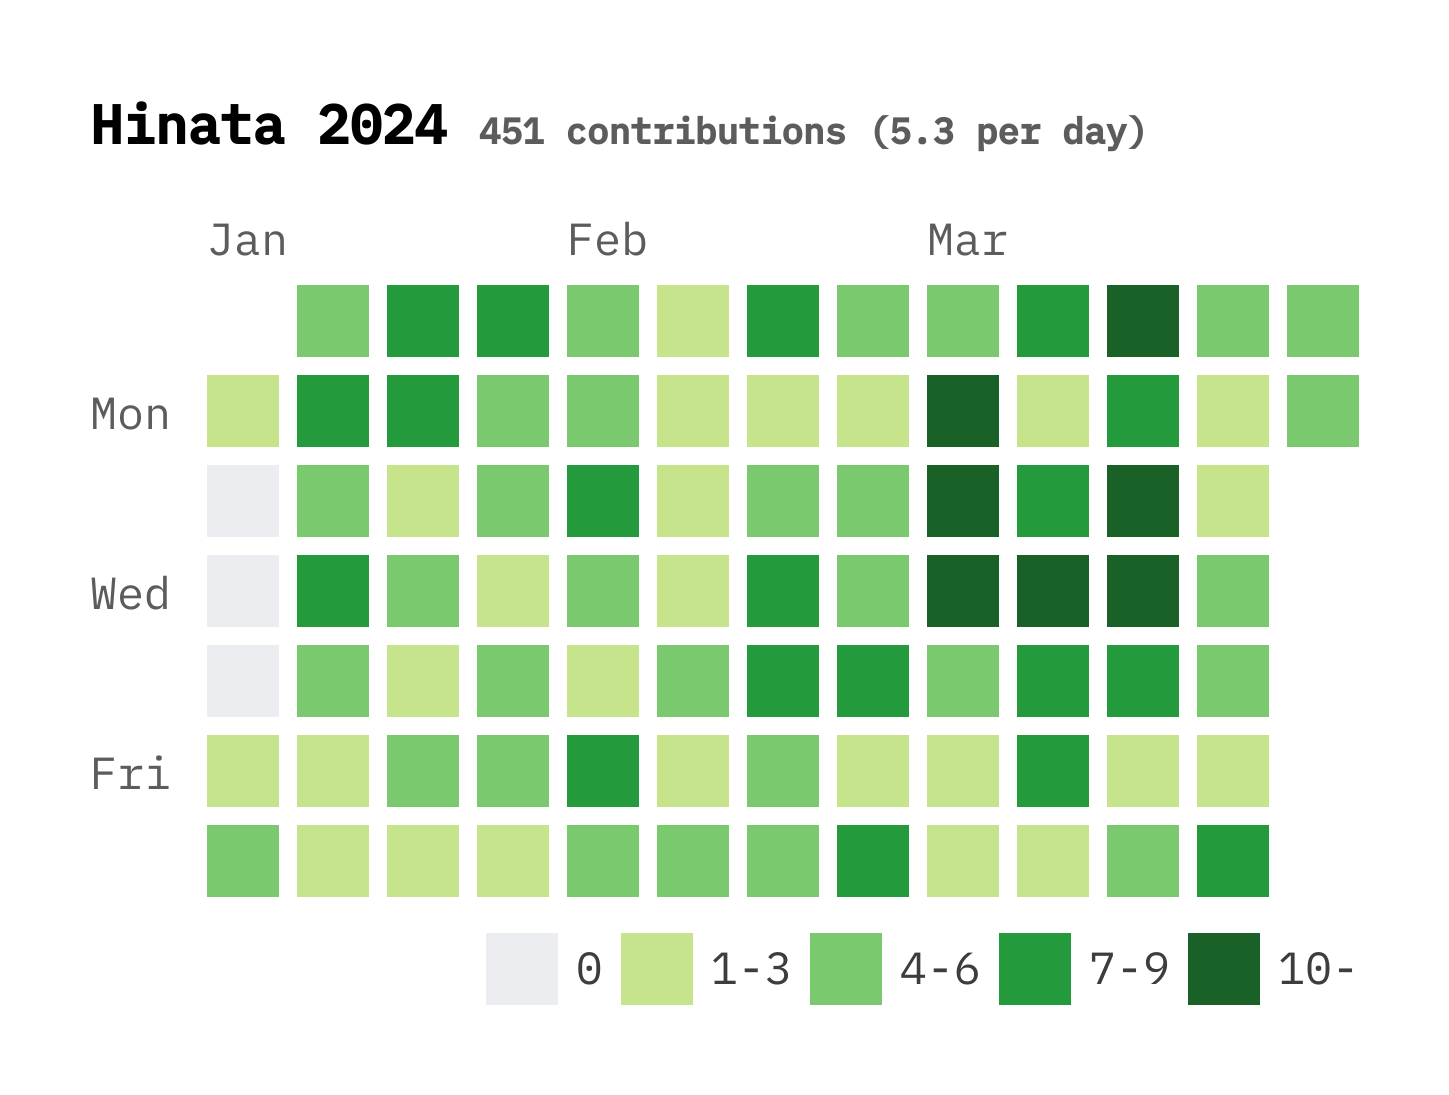 Hinata 2024 451 contributions (5.3 per day)
Jan Feb Mar
Mon
Wed
Fri
0 1-3 4-6 7-9 10-